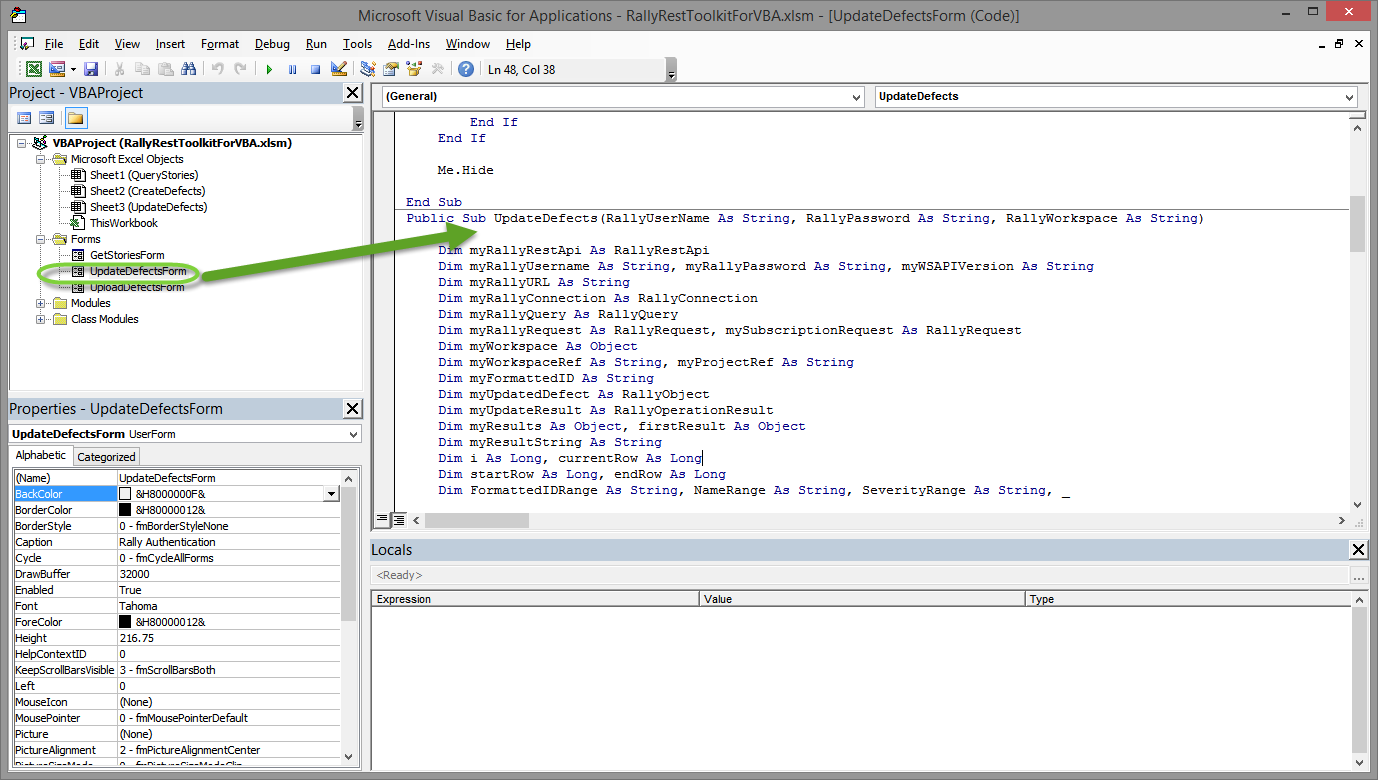 Microsoft Visual Basic for Applications - RallyRestToolkitForVBA.xlsm - [UpdateDefectsForm (Code)]
File Edit View Insert Format Debug Run Tools Add-Ins Window Help
Ln 48, Col 38
Project - VBAProject
VBAProject (RallyRestToolkitForVBA.xlsm)
Microsoft Excel Objects
Sheet1 (QueryStories)
Sheet2 (CreateDefects)
Sheet3 (UpdateDefects)
ThisWorkbook
Forms
GetStoriesForm
UpdateDefectsForm
UploadDefectsForm
Modules
Class Modules
Properties - UpdateDefectsForm
UpdateDefectsForm UserForm
Alphabetic Categorized
(Name) UpdateDefectsForm
BackColor &H8000000F&
BorderColor &H80000012&
BorderStyle 0 - fmBorderStyleNone
Caption Rally Authentication
Cycle 0 - fmCycleAllForms
DrawBuffer 32000
Enabled True
Font Tahoma
ForeColor &H80000012&
Height 216.75
HelpContextID 0
KeepScrollBarsVisible 3 - fmScrollBarsBoth
Left 0
MouseIcon (None)
MousePointer 0 - fmMousePointerDefault
Picture (None)
PictureAlignment 2 - fmPictureAlignmentCenter
PictureSizeMode 0 - fmPictureSizeModeClip
(General) UpdateDefects
End If
End If
Me.Hide
End Sub
Public Sub UpdateDefects(RallyUserName As String, RallyPassword As String, RallyWorkspace As String)
Dim myRallyRestApi As RallyRestApi
Dim myRallyUsername As String, myRallyPassword As String, myWSAPIVersion As String
Dim myRallyURL As String
Dim myRallyConnection As RallyConnection
Dim myRallyQuery As RallyQuery
Dim myRallyRequest As RallyRequest, mySubscriptionRequest As RallyRequest
Dim myWorkspace As Object
Dim myWorkspaceRef As String, myProjectRef As String
Dim myFormattedID As String
Dim myUpdatedDefect As RallyObject
Dim myUpdateResult As RallyOperationResult
Dim myResults As Object, firstResult As Object
Dim myResultString As String
Dim i As Long, currentRow As Long
Dim startRow As Long, endRow As Long
Dim FormattedIDRange As String, NameRange As String, SeverityRange As String, _
Locals
<Ready>
Expression Value Type